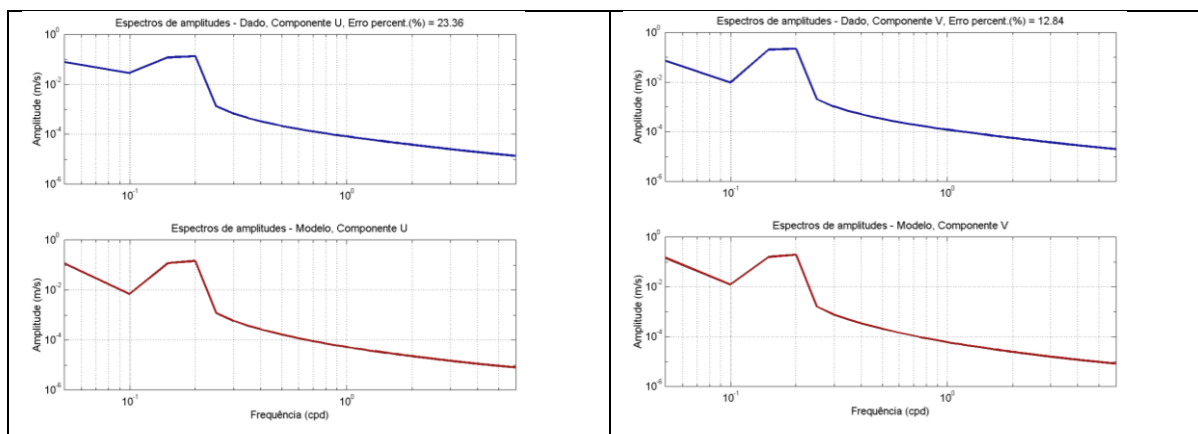 Espectros de amplitudes - Dado, Componente U, Erro percent.(%) = 23.36
10^0
10^-2
10^-4
10^-6
Amplitude (m/s)
10^-1
10^0
Espectros de amplitudes - Modelo, Componente U
10^0
10^-2
10^-4
10^-6
Amplitude (m/s)
10^-1
10^0
Frequência (cpd)
Espectros de amplitudes - Dado, Componente V, Erro percent.(%) = 12.84
10^0
10^-2
10^-4
10^-6
Amplitude (m/s)
10^-1
10^0
Espectros de amplitudes - Modelo, Componente V
10^0
10^-2
10^-4
10^-6
Amplitude (m/s)
10^-1
10^0
Frequência (cpd)